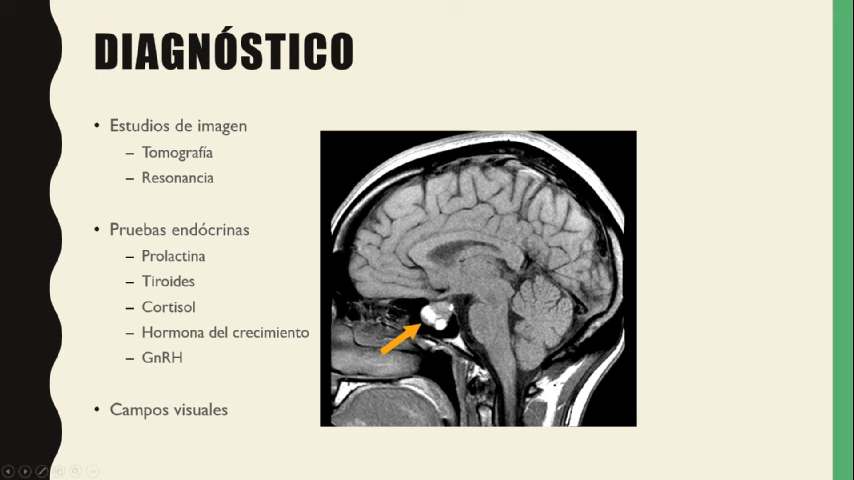 DIAGNÓSTICO
• Estudios de imagen
– Tomografía
– Resonancia
• Pruebas endócrinas
– Prolactina
– Tiroides
– Cortisol
– Hormona del crecimiento
– GnRH
• Campos visuales